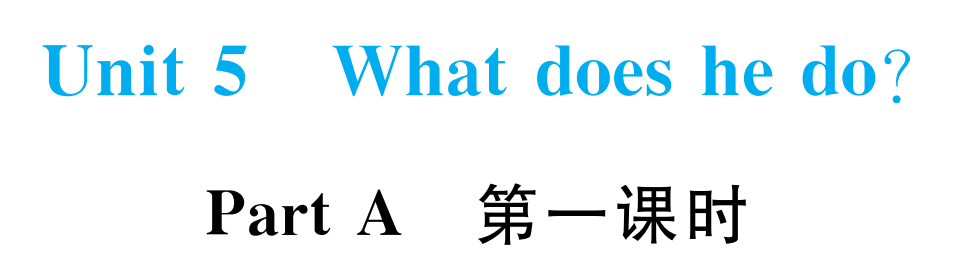 Unit 5 What does he do?
Part A 第一课时